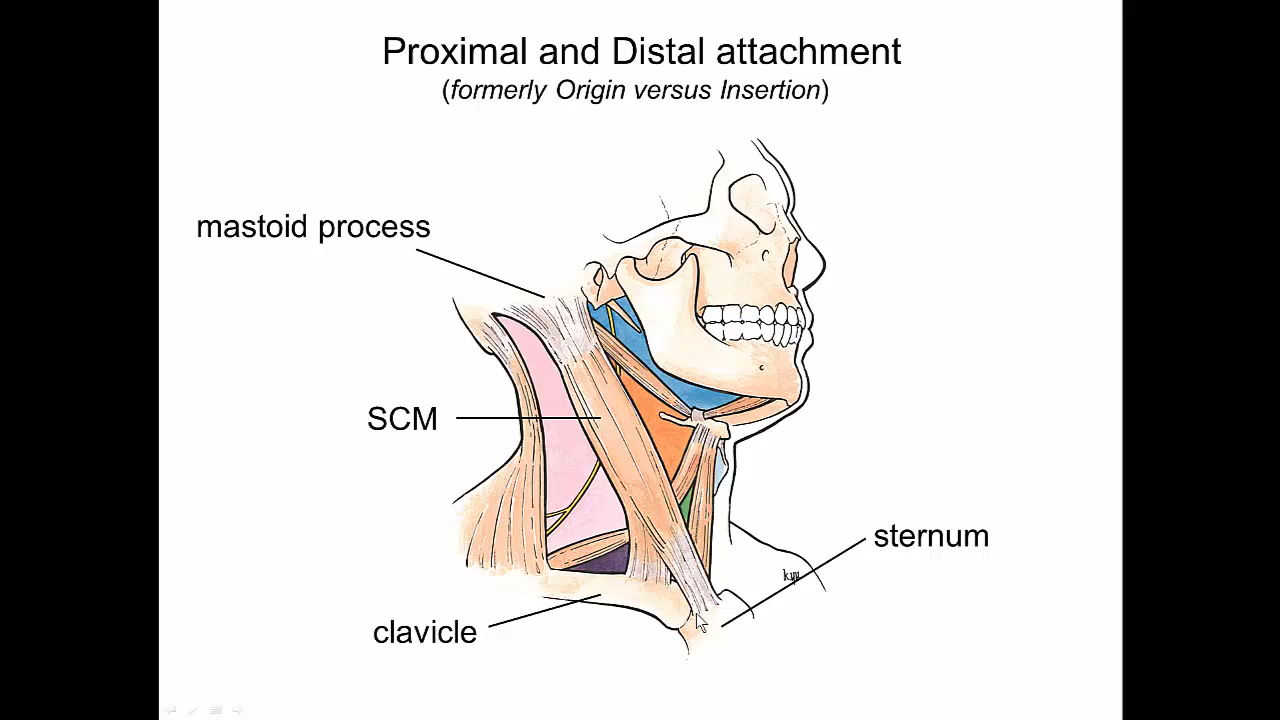 Proximal and Distal attachment
(formerly Origin versus Insertion)
mastoid process
SCM
sternum
clavicle